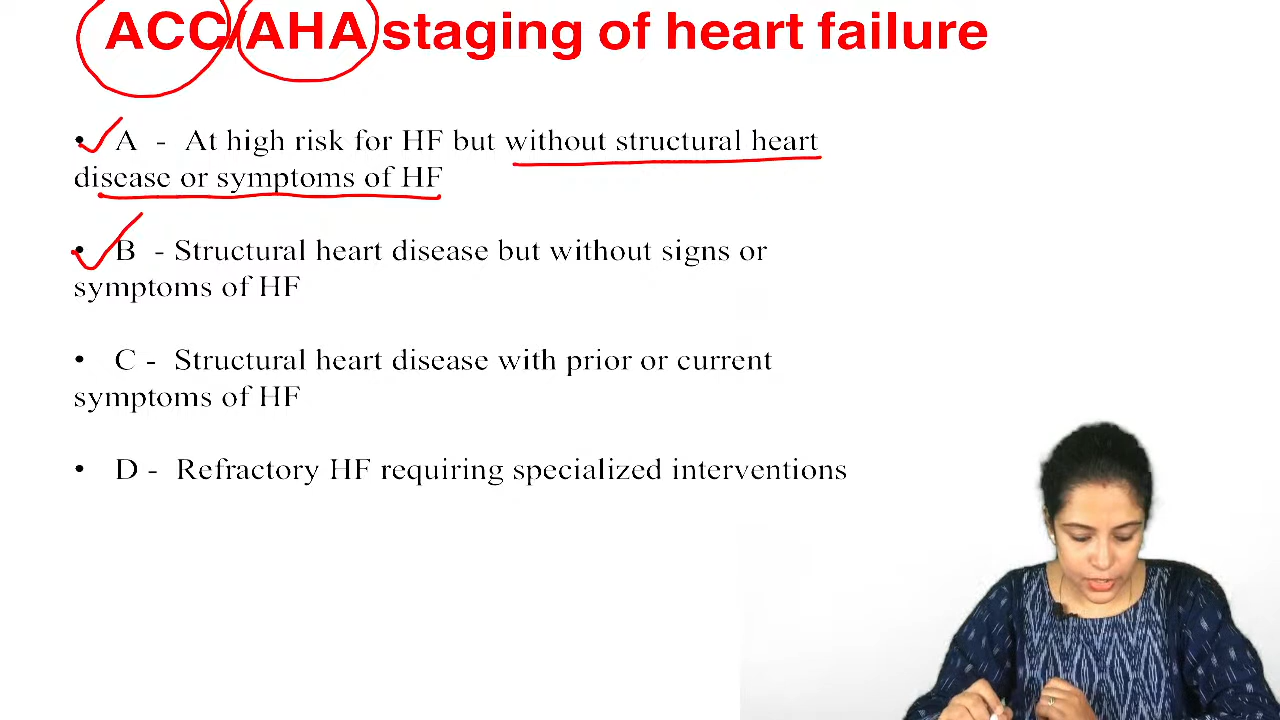 ACC/AHA staging of heart failure
• A - At high risk for HF but without structural heart
disease or symptoms of HF
• B - Structural heart disease but without signs or
symptoms of HF
• C - Structural heart disease with prior or current
symptoms of HF
• D - Refractory HF requiring specialized interventions